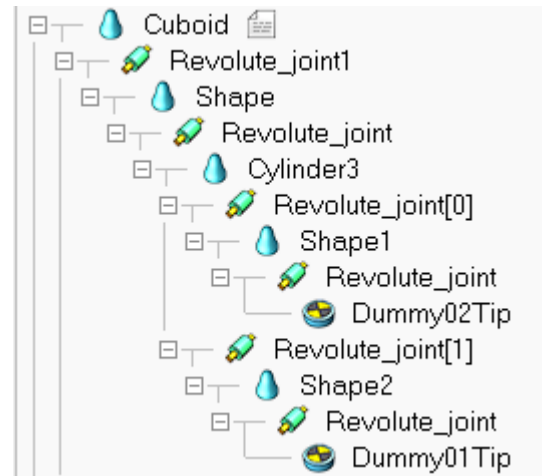 Cuboid
Revolute_joint1
Shape
Revolute_joint
Cylinder3
Revolute_joint[0]
Shape1
Revolute_joint
Dummy02Tip
Revolute_joint[1]
Shape2
Revolute_joint
Dummy01Tip